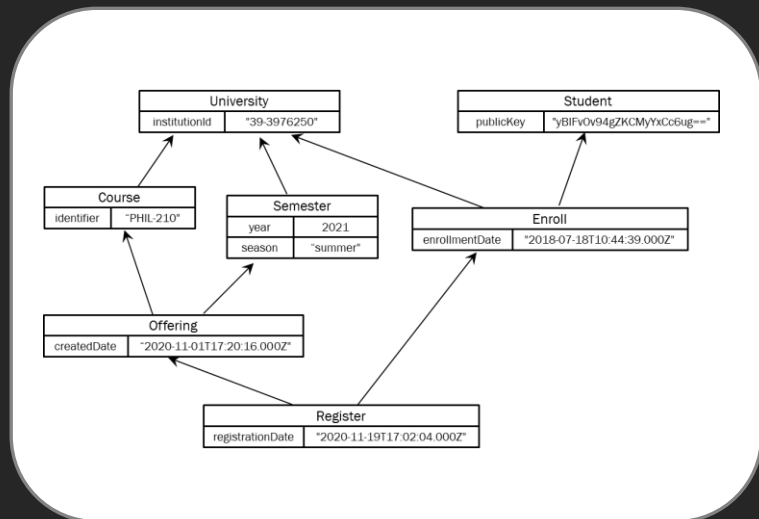 University
institutionId "39-3976250"
Student
publicKey "yBIFvOv94gZKCMyYxCc6ug=="
Course
identifier "PHIL-210"
Semester
year 2021
season "summer"
Enroll
enrollmentDate "2018-07-18T10:44:39.000Z"
Offering
createdDate "2020-11-01T17:20:16.000Z"
Register
registrationDate "2020-11-19T17:02:04.000Z"